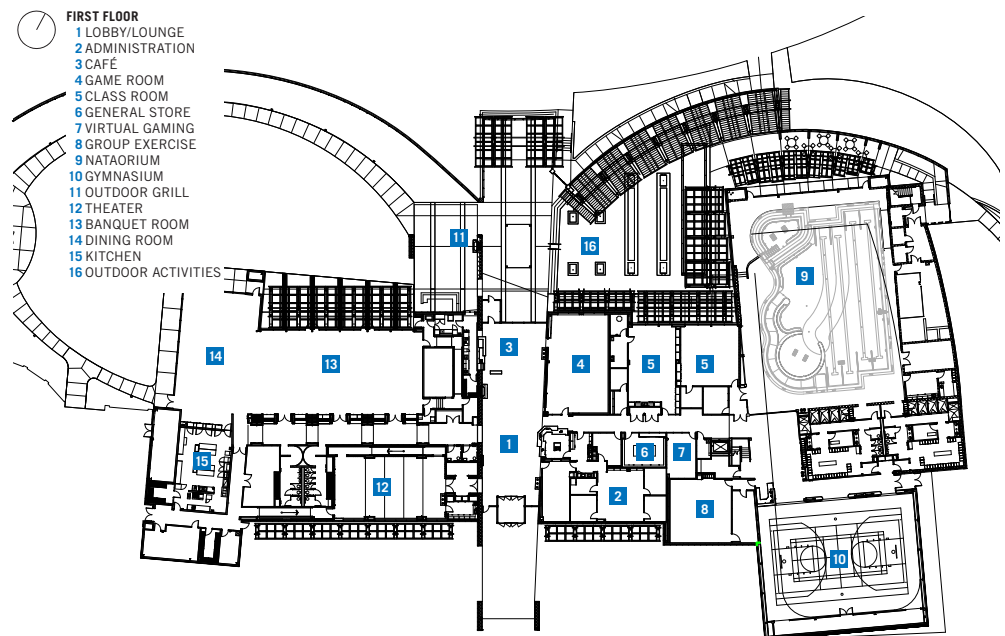 FIRST FLOOR
1 LOBBY/LOUNGE
2 ADMINISTRATION
3 CAFÉ
4 GAME ROOM
5 CLASS ROOM
6 GENERAL STORE
7 VIRTUAL GAMING
8 GROUP EXERCISE
9 NATAORIUM
10 GYMNASIUM
11 OUTDOOR GRILL
12 THEATER
13 BANQUET ROOM
14 DINING ROOM
15 KITCHEN
16 OUTDOOR ACTIVITIES
11
16
9
3
14
13
4
5
5
1
6
7
15
12
2
8
10